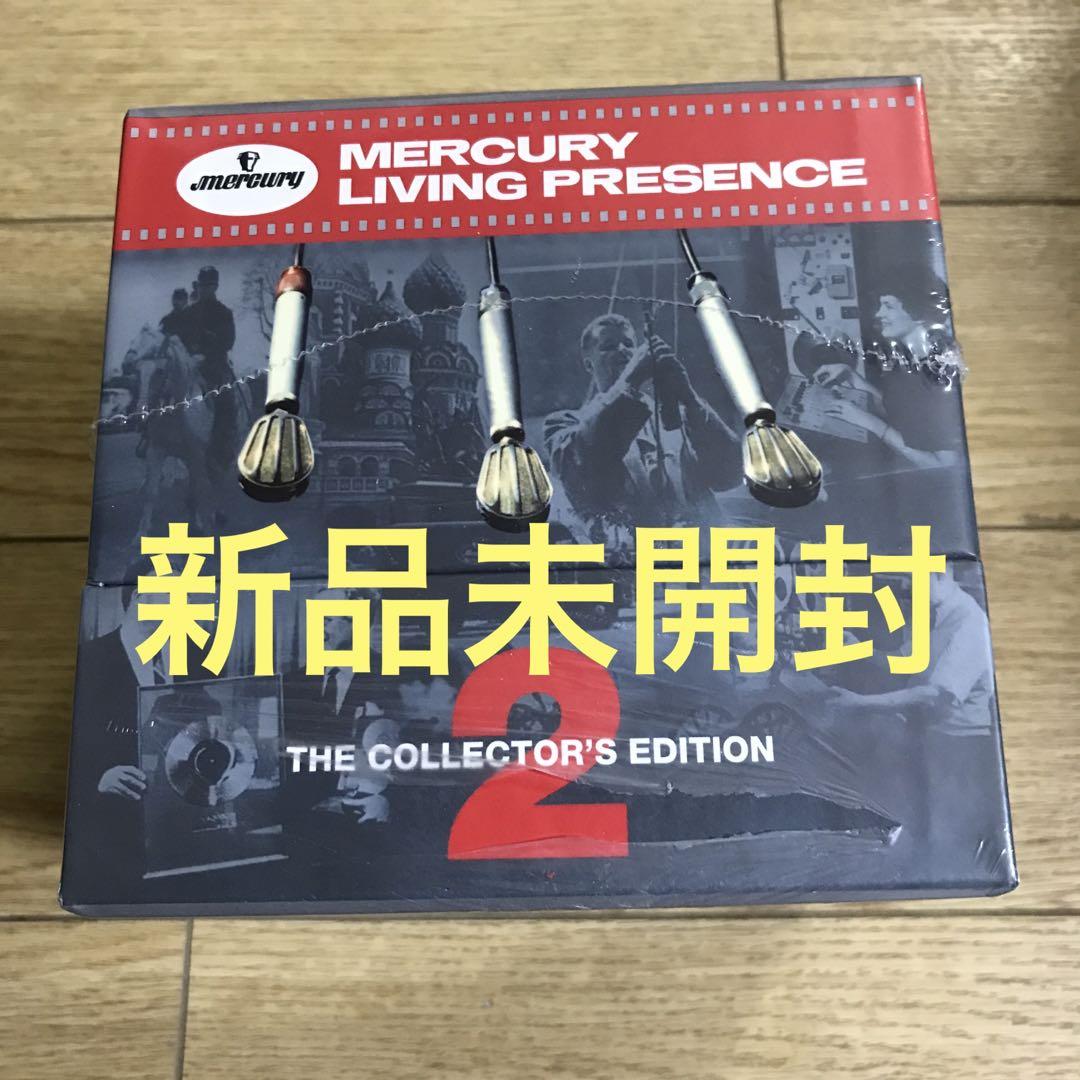 mercury
MERCURY
LIVING PRESENCE
新品未開封
2
THE COLLECTOR'S EDITION